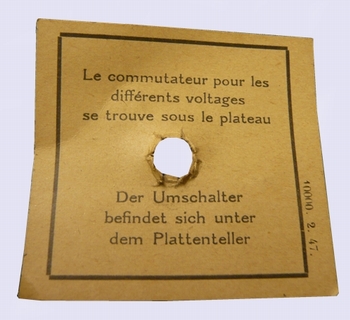 Le commutateur pour les
différents voltages
se trouve sous le plateau
Der Umschalter
befindet sich unter
dem Plattenteller
10000. 2. 47.